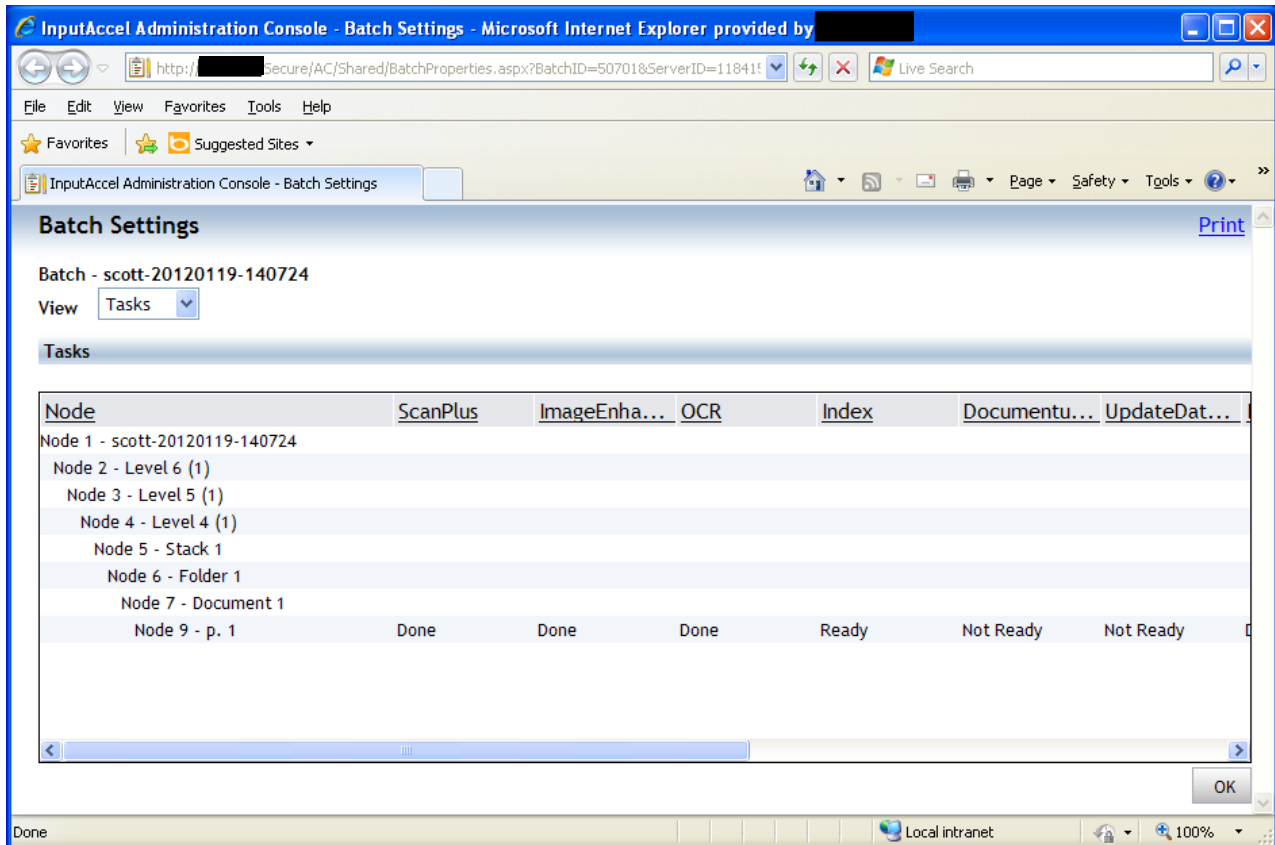 InputAccel Administration Console - Batch Settings - Microsoft Internet Explorer provided by
http:// Secure/AC/Shared/BatchProperties.aspx?BatchID=50701&ServerID=11841 Live Search
File Edit View Favorites Tools Help
Favorites Suggested Sites
InputAccel Administration Console - Batch Settings Page Safety Tools »
Batch Settings Print
Batch - scott-20120119-140724
View Tasks
Tasks
Node ScanPlus ImageEnha... OCR Index Documentu... UpdateDat...
Node 1 - scott-20120119-140724
Node 2 - Level 6 (1)
Node 3 - Level 5 (1)
Node 4 - Level 4 (1)
Node 5 - Stack 1
Node 6 - Folder 1
Node 7 - Document 1
Node 9 - p. 1 Done Done Done Ready Not Ready Not Ready
OK
Done Local intranet 100%